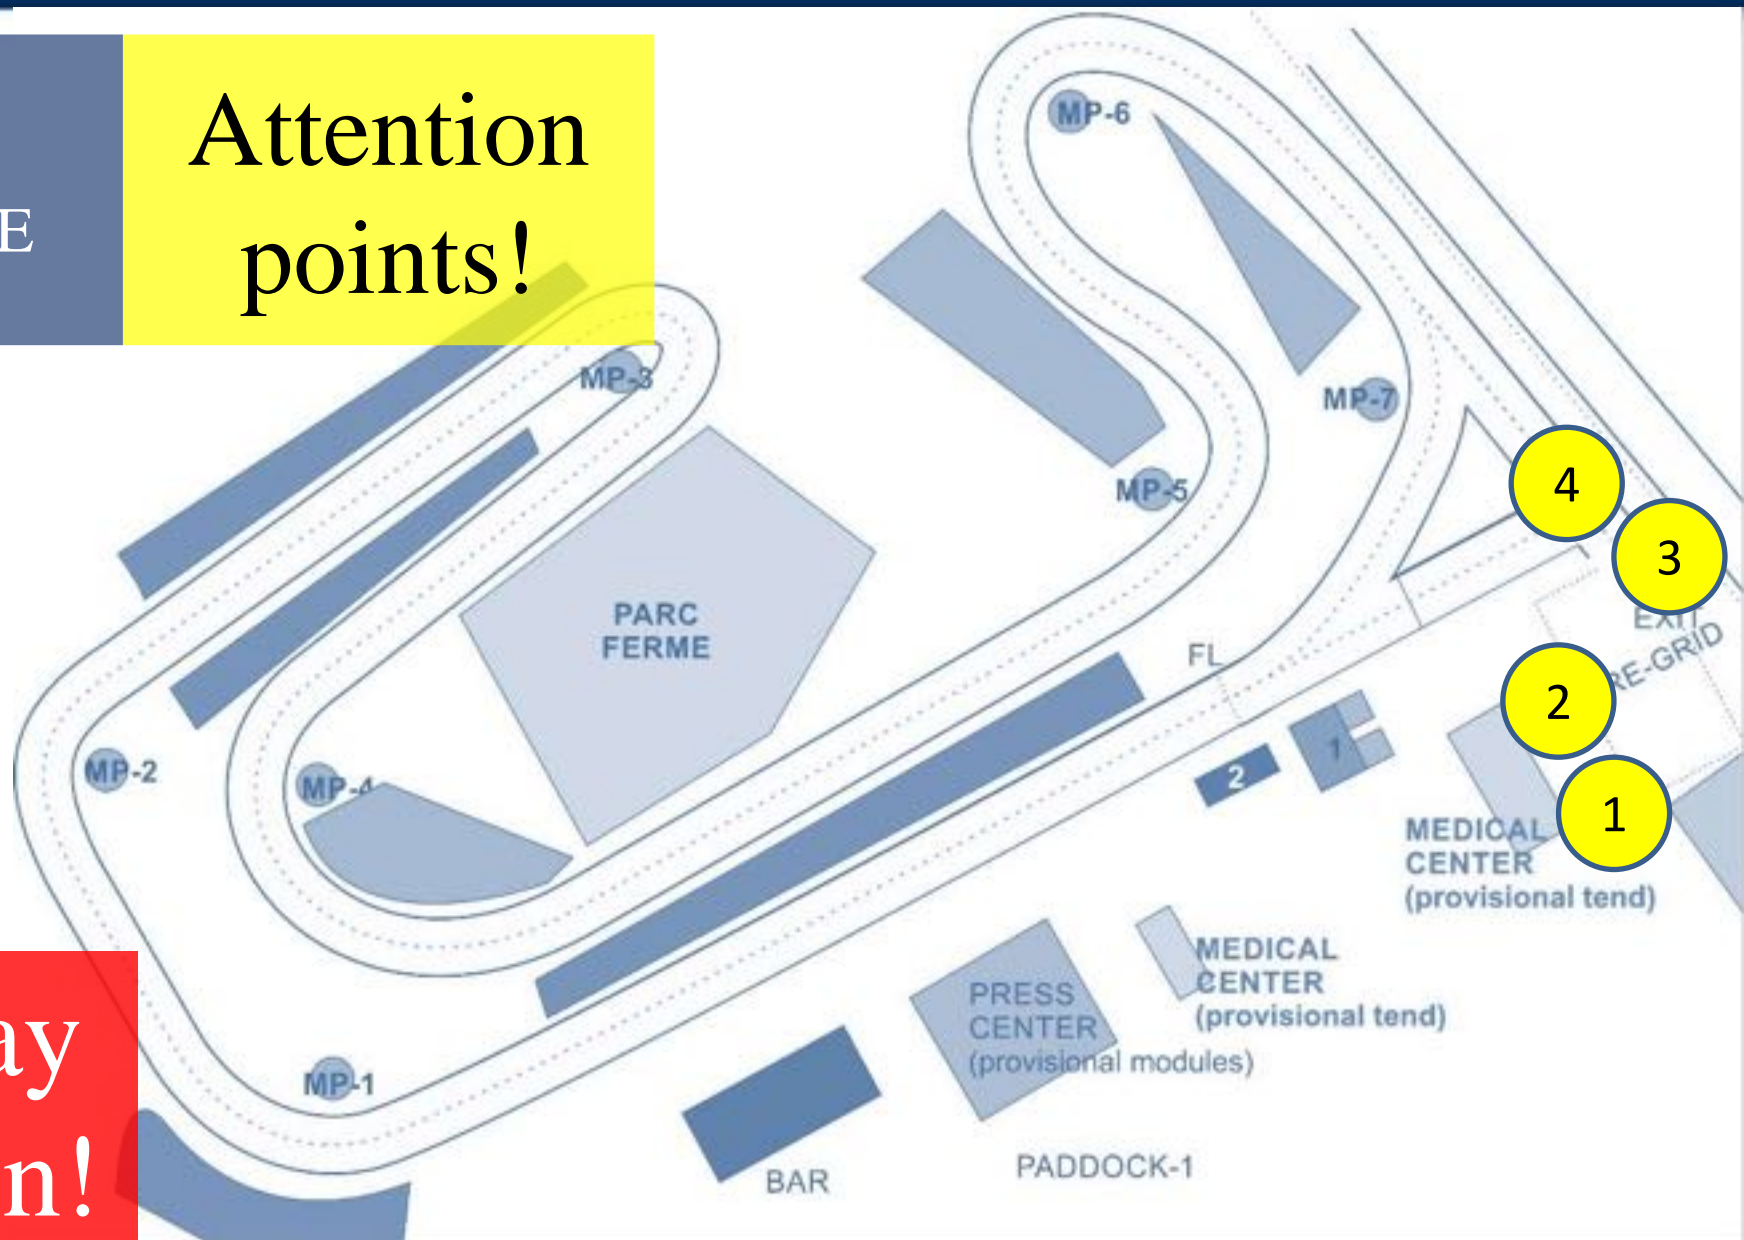 E
Attention
points!
MP-6
MP-3
MP-7
MP-5
4
3
PARC
FERME
EXIT
RE-GRID
FL
2
1
2
1
MP-2
MP-4
MEDICAL
CENTER
(provisional tend)
MEDICAL
CENTER
(provisional tend)
PRESS
CENTER
(provisional modules)
MP-1
ay
n!
BAR
PADDOCK-1